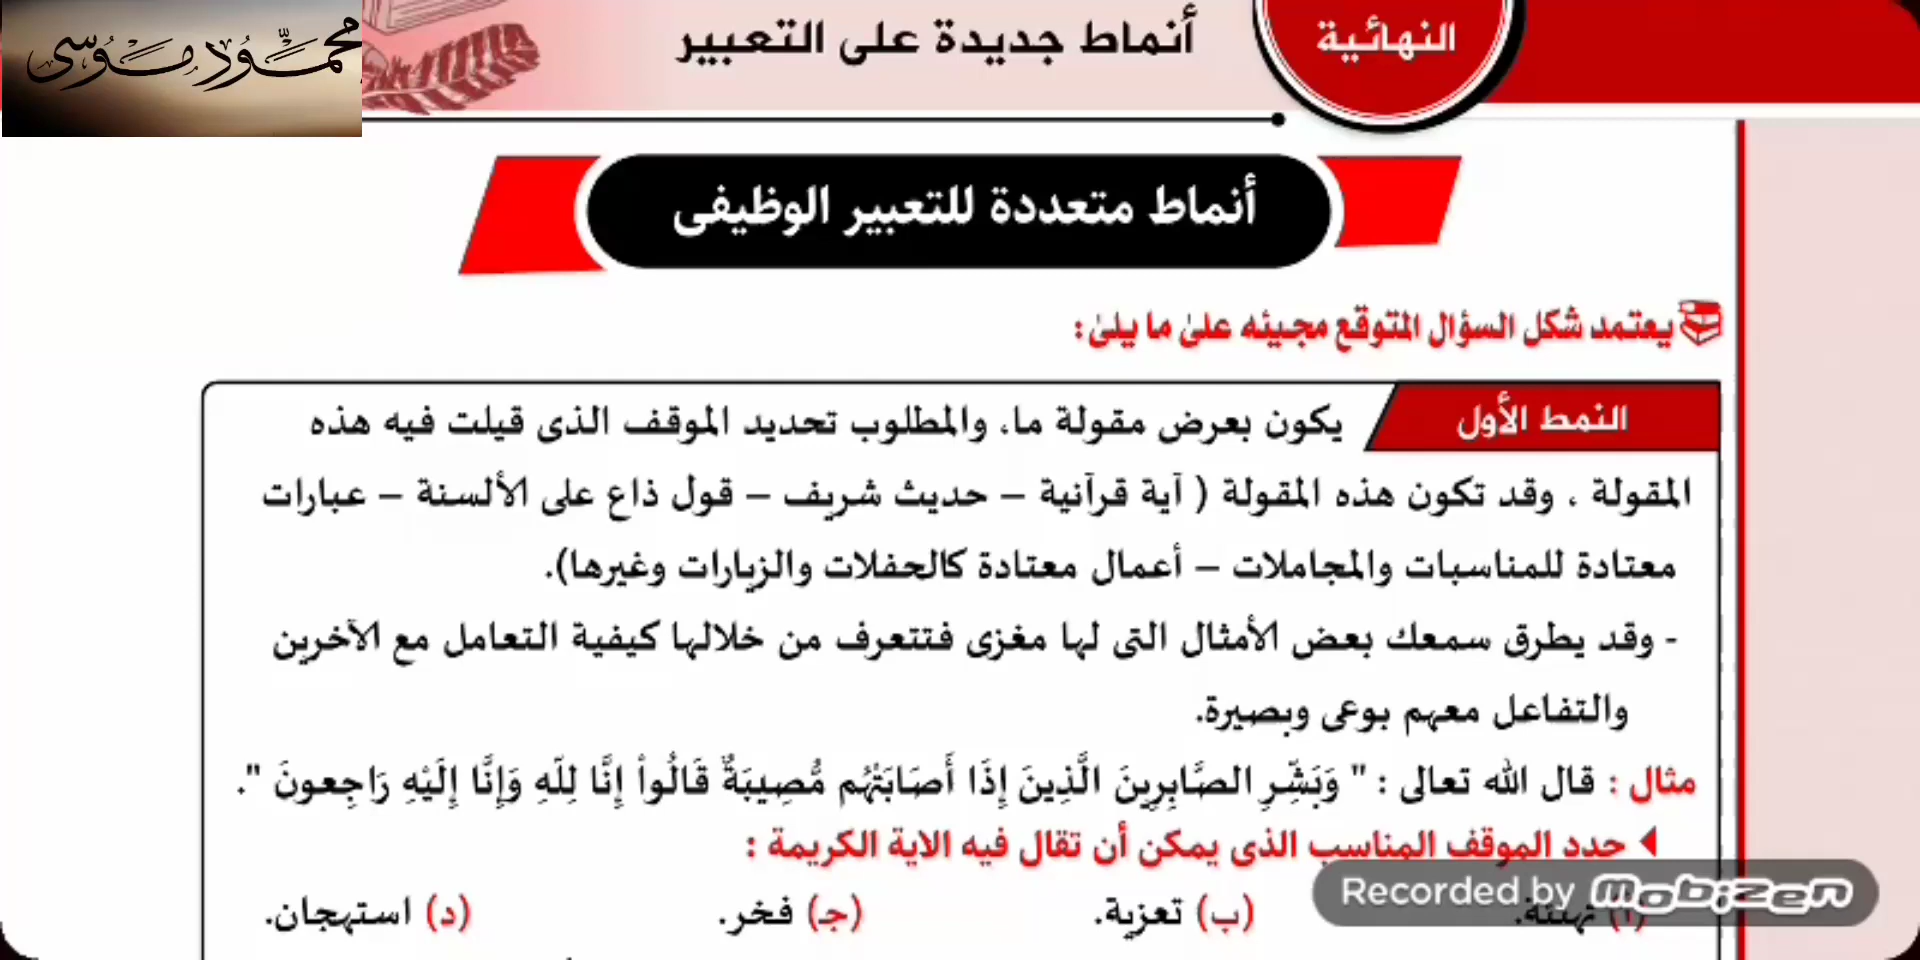 محمود موسى
أنماط جديدة على التعبير
النهائية
أنماط متعددة للتعبير الوظيفى
يعتمد شكل السؤال المتوقع مجيئه على ما يلى :
النمط الأول
يكون بعرض مقولة ما، والمطلوب تحديد الموقف الذى قيلت فيه هذه
المقولة ، وقد تكون هذه المقولة ( آية قرآنية – حديث شريف – قول ذاع على الألسنة – عبارات
معتادة للمناسبات والمجاملات – أعمال معتادة كالحفلات والزيارات وغيرها).
- وقد يطرق سمعك بعض الأمثال التى لها مغزى فتتعرف من خلالها كيفية التعامل مع الآخرين
والتفاعل معهم بوعى وبصيرة.
مثال : قال الله تعالى : " وَبَشِّرِ الصَّابِرِينَ الَّذِينَ إِذَا أَصَابَتْهُم مُّصِيبَةٌ قَالُواْ إِنَّا لِلَّهِ وَإِنَّا إِلَيْهِ رَاجِعونَ ".
حدد الموقف المناسب الذى يمكن أن تقال فيه الاية الكريمة :
(أ) تهنئة. (ب) تعزية. (جـ) فخر. (د) استهجان.
Recorded by Mobizen